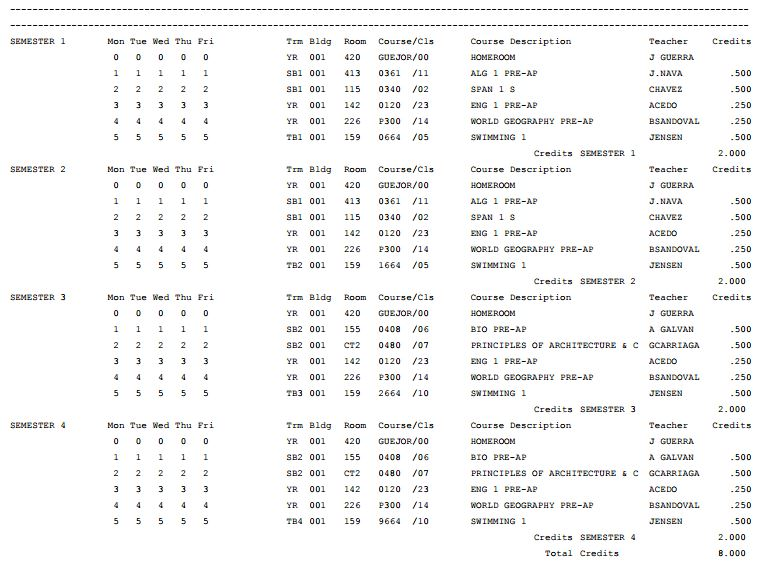 SEMESTER 1 Mon Tue Wed Thu Fri Trm Bldg Room Course/Cls Course Description Teacher Credits
0 0 0 0 0 YR 001 420 GUEJOR/00 HOMEROOM J GUERRA
1 1 1 1 1 SB1 001 413 0361 /11 ALG 1 PRE-AP J.NAVA .500
2 2 2 2 2 SB1 001 115 0340 /02 SPAN 1 S CHAVEZ .500
3 3 3 3 3 YR 001 142 0120 /23 ENG 1 PRE-AP ACEDO .250
4 4 4 4 4 YR 001 226 P300 /14 WORLD GEOGRAPHY PRE-AP BSANDOVAL .250
5 5 5 5 5 TB1 001 159 0664 /05 SWIMMING 1 JENSEN .500
Credits SEMESTER 1 2.000
SEMESTER 2 Mon Tue Wed Thu Fri Trm Bldg Room Course/Cls Course Description Teacher Credits
0 0 0 0 0 YR 001 420 GUEJOR/00 HOMEROOM J GUERRA
1 1 1 1 1 SB1 001 413 0361 /11 ALG 1 PRE-AP J.NAVA .500
2 2 2 2 2 SB1 001 115 0340 /02 SPAN 1 S CHAVEZ .500
3 3 3 3 3 YR 001 142 0120 /23 ENG 1 PRE-AP ACEDO .250
4 4 4 4 4 YR 001 226 P300 /14 WORLD GEOGRAPHY PRE-AP BSANDOVAL .250
5 5 5 5 5 TB2 001 159 1664 /05 SWIMMING 1 JENSEN .500
Credits SEMESTER 2 2.000
SEMESTER 3 Mon Tue Wed Thu Fri Trm Bldg Room Course/Cls Course Description Teacher Credits
0 0 0 0 0 YR 001 420 GUEJOR/00 HOMEROOM J GUERRA
1 1 1 1 1 SB2 001 155 0408 /06 BIO PRE-AP A GALVAN .500
2 2 2 2 2 SB2 001 CT2 0480 /07 PRINCIPLES OF ARCHITECTURE & C GCARRIAGA .500
3 3 3 3 3 YR 001 142 0120 /23 ENG 1 PRE-AP ACEDO .250
4 4 4 4 4 YR 001 226 P300 /14 WORLD GEOGRAPHY PRE-AP BSANDOVAL .250
5 5 5 5 5 TB3 001 159 2664 /10 SWIMMING 1 JENSEN .500
Credits SEMESTER 3 2.000
SEMESTER 4 Mon Tue Wed Thu Fri Trm Bldg Room Course/Cls Course Description Teacher Credits
0 0 0 0 0 YR 001 420 GUEJOR/00 HOMEROOM J GUERRA
1 1 1 1 1 SB2 001 155 0408 /06 BIO PRE-AP A GALVAN .500
2 2 2 2 2 SB2 001 CT2 0480 /07 PRINCIPLES OF ARCHITECTURE & C GCARRIAGA .500
3 3 3 3 3 YR 001 142 0120 /23 ENG 1 PRE-AP ACEDO .250
4 4 4 4 4 YR 001 226 P300 /14 WORLD GEOGRAPHY PRE-AP BSANDOVAL .250
5 5 5 5 5 TB4 001 159 9664 /10 SWIMMING 1 JENSEN .500
Credits SEMESTER 4 2.000
Total Credits 8.000